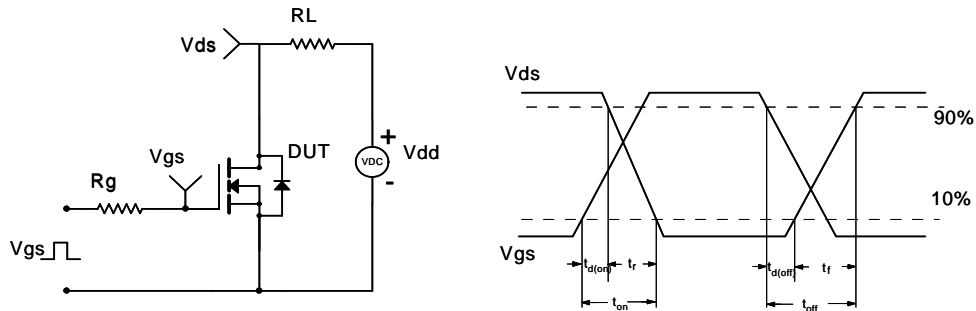 RL
Vds
Vgs
DUT
+
VDC
Vdd
-
Rg
Vgs
Vds
90%
10%
Vgs
td(on)
tr
td(off)
tf
ton
toff